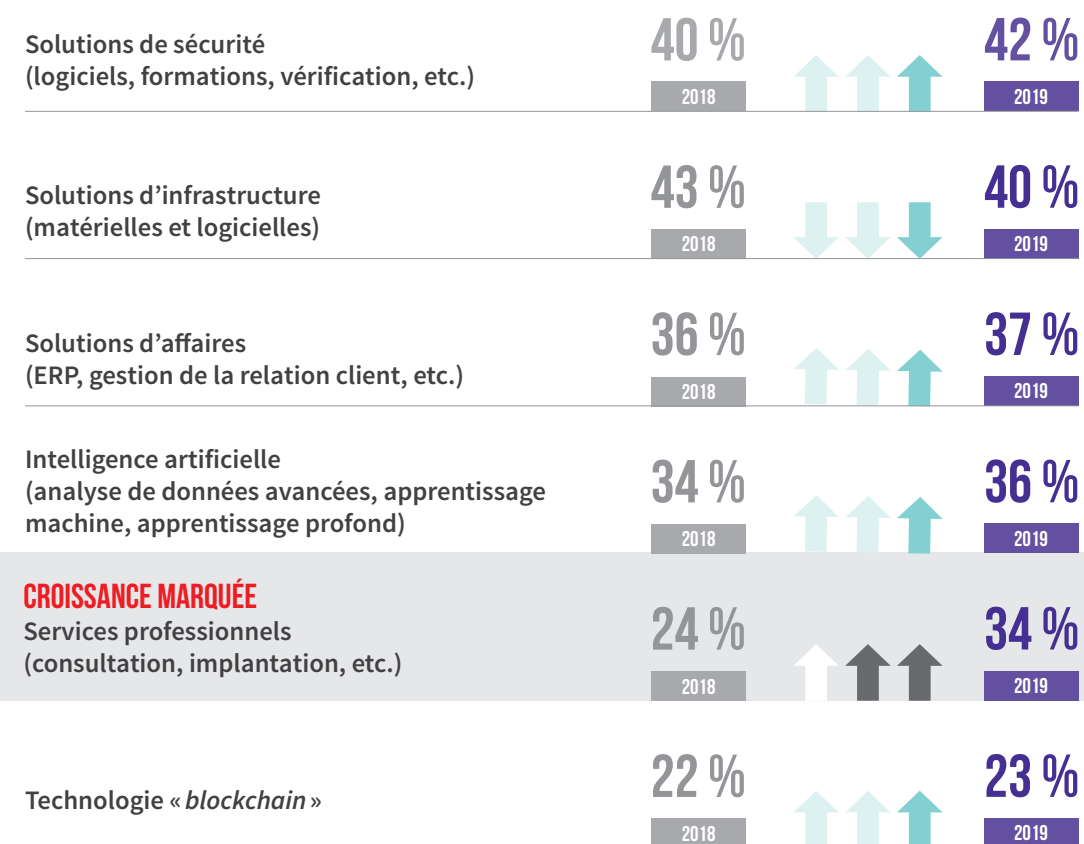 Solutions de sécurité
(logiciels, formations, vérification, etc.)
40 %
2018
42 %
2019
Solutions d’infrastructure
(matérielles et logicielles)
43 %
2018
40 %
2019
Solutions d’affaires
(ERP, gestion de la relation client, etc.)
36 %
2018
37 %
2019
Intelligence artificielle
(analyse de données avancées, apprentissage
machine, apprentissage profond)
34 %
2018
36 %
2019
CROISSANCE MARQUÉE
Services professionnels
(consultation, implantation, etc.)
24 %
2018
34 %
2019
Technologie « blockchain »
22 %
2018
23 %
2019